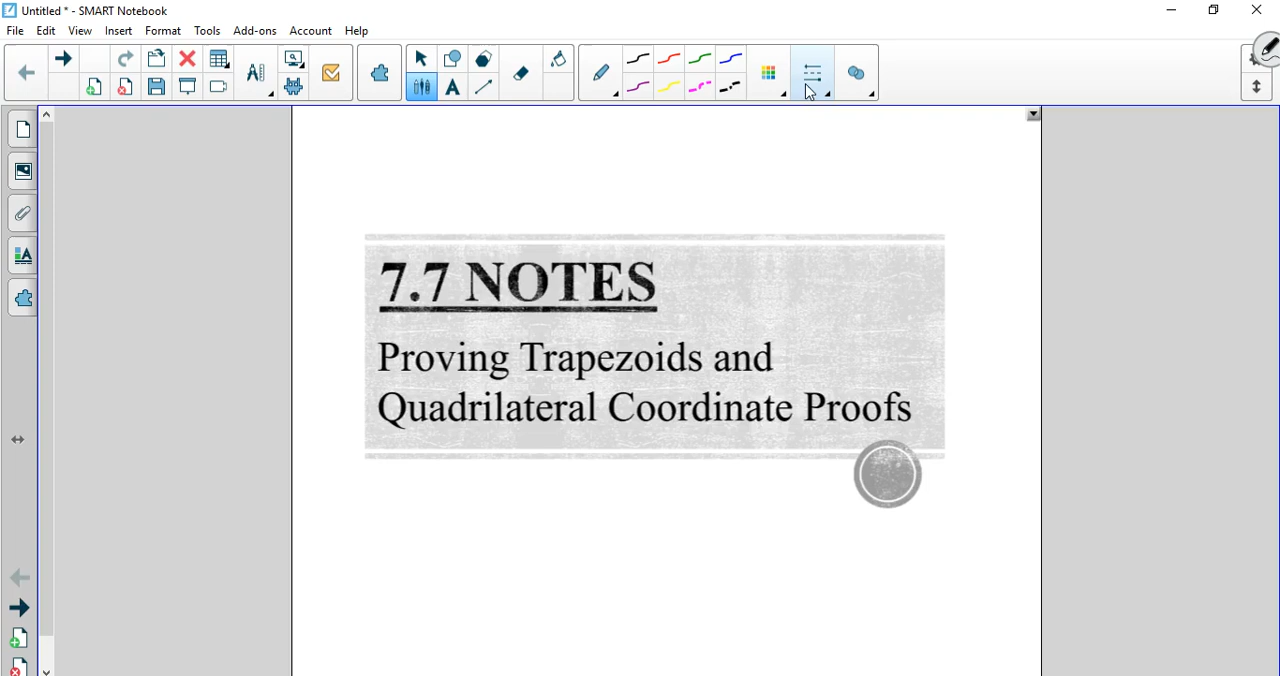 Untitled * - SMART Notebook
File Edit View Insert Format Tools Add-ons Account Help
7.7 NOTES
Proving Trapezoids and
Quadrilateral Coordinate Proofs